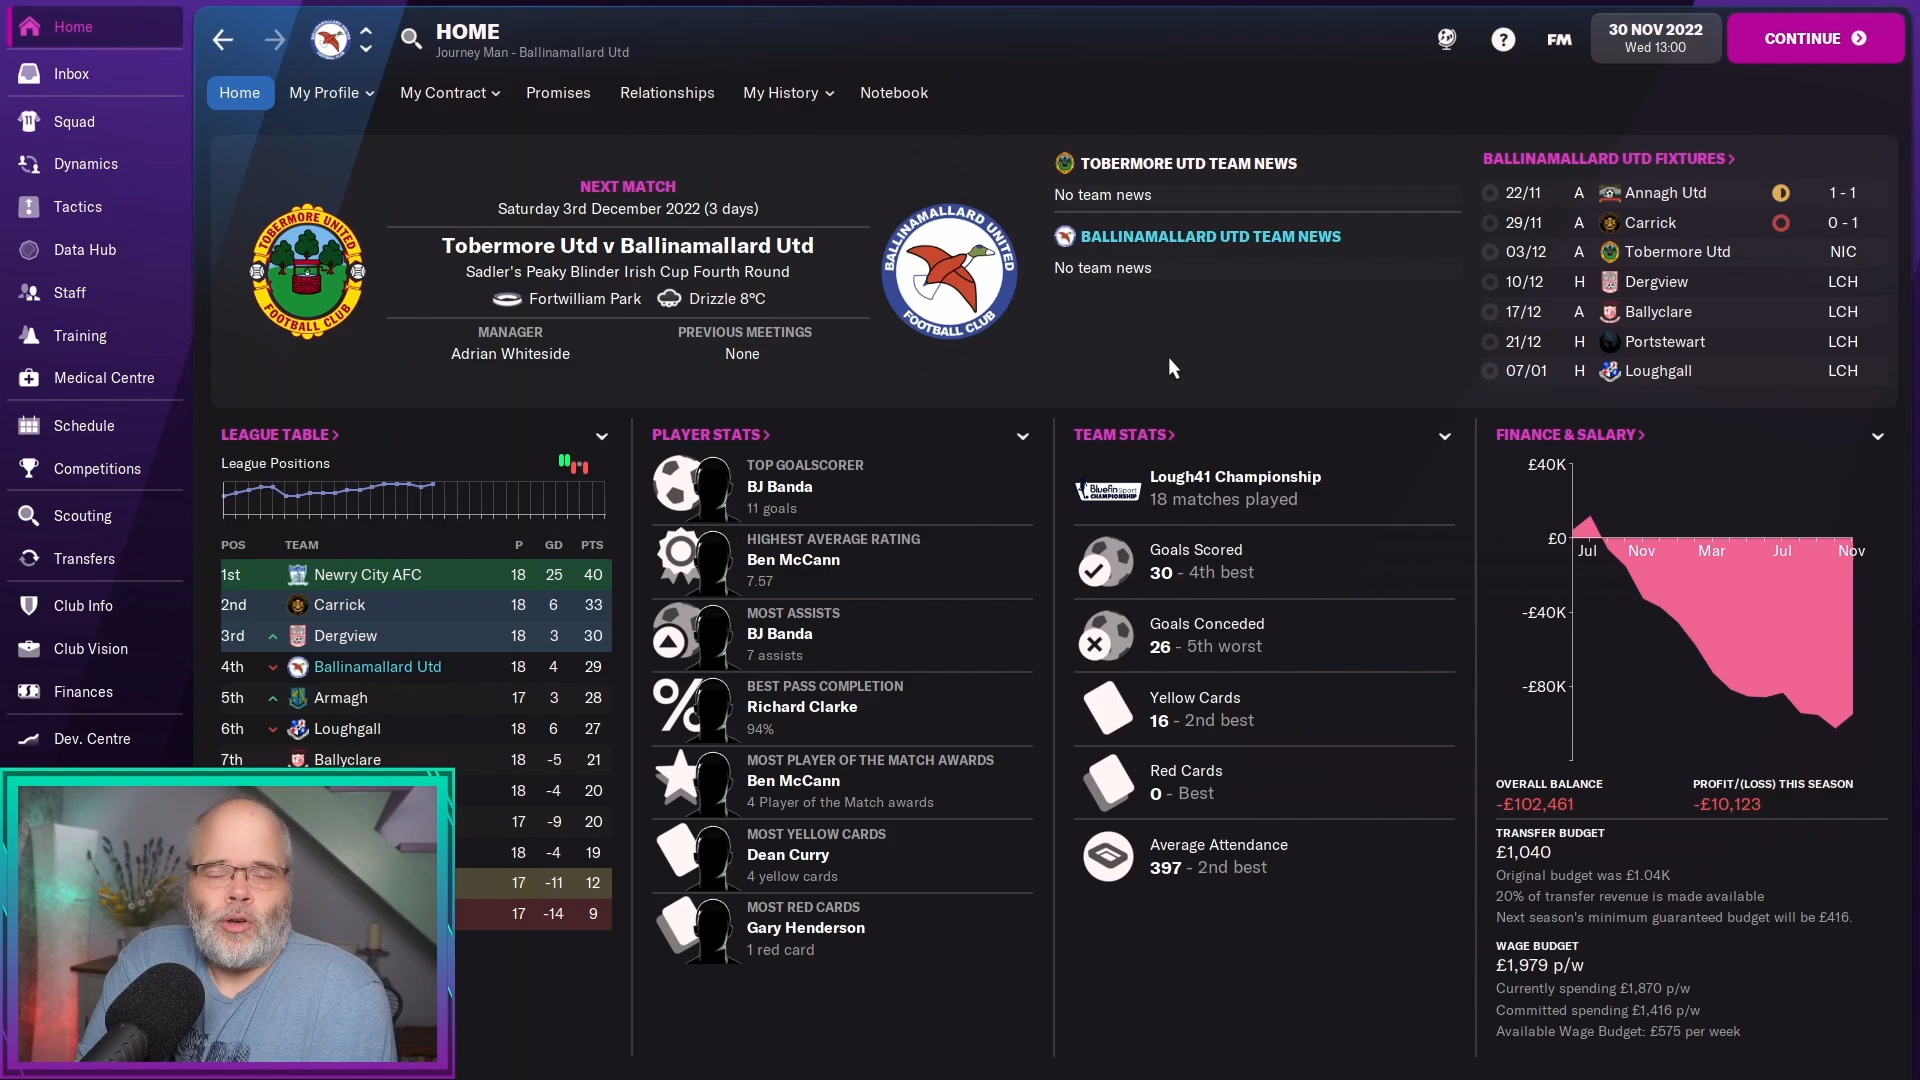 Home
Inbox
Squad
Dynamics
Tactics
Data Hub
Staff
Training
Medical Centre
Schedule
Competitions
Scouting
Transfers
Club Info
Club Vision
Finances
Dev. Centre
HOME
Journey Man - Ballinamallard Utd
FM
30 NOV 2022
Wed 13:00
CONTINUE
Home
My Profile
My Contract
Promises
Relationships
My History
Notebook
TOBERMORE UNITED
FOOTBALL CLUB
NEXT MATCH
Saturday 3rd December 2022 (3 days)
Tobermore Utd v Ballinamallard Utd
Sadler's Peaky Blinder Irish Cup Fourth Round
Fortwilliam Park Drizzle 8°C
MANAGER
Adrian Whiteside
PREVIOUS MEETINGS
None
BALLINAMALLARD UNITED
FOOTBALL CLUB
TOBERMORE UTD TEAM NEWS
No team news
BALLINAMALLARD UTD TEAM NEWS
No team news
BALLINAMALLARD UTD FIXTURES
22/11 A Annagh Utd 1 - 1
29/11 A Carrick 0 - 1
03/12 A Tobermore Utd NIC
10/12 H Dergview LCH
17/12 A Ballyclare LCH
21/12 H Portstewart LCH
07/01 H Loughgall LCH
LEAGUE TABLE
League Positions
POS TEAM P GD PTS
1st Newry City AFC 18 25 40
2nd Carrick 18 6 33
3rd Dergview 18 3 30
4th Ballinamallard Utd 18 4 29
5th Armagh 17 3 28
6th Loughgall 18 6 27
7th Ballyclare 18 -5 21
18 -4 20
17 -9 20
18 -4 19
17 -11 12
17 -14 9
PLAYER STATS
TOP GOALSCORER
BJ Banda
11 goals
HIGHEST AVERAGE RATING
Ben McCann
7.57
MOST ASSISTS
BJ Banda
7 assists
BEST PASS COMPLETION
Richard Clarke
94%
MOST PLAYER OF THE MATCH AWARDS
Ben McCann
4 Player of the Match awards
MOST YELLOW CARDS
Dean Curry
4 yellow cards
MOST RED CARDS
Gary Henderson
1 red card
TEAM STATS
Bluefin Sport
CHAMPIONSHIP
Lough41 Championship
18 matches played
Goals Scored
30 - 4th best
Goals Conceded
26 - 5th worst
Yellow Cards
16 - 2nd best
Red Cards
0 - Best
Average Attendance
397 - 2nd best
FINANCE & SALARY
£40K
£0
-£40K
-£80K
Jul Nov Mar Jul Nov
OVERALL BALANCE
-£102,461
PROFIT/(LOSS) THIS SEASON
-£10,123
TRANSFER BUDGET
£1,040
Original budget was £1.04K
20% of transfer revenue is made available
Next season's minimum guaranteed budget will be £416.
WAGE BUDGET
£1,979 p/w
Currently spending £1,870 p/w
Committed spending £1,416 p/w
Available Wage Budget: £575 per week